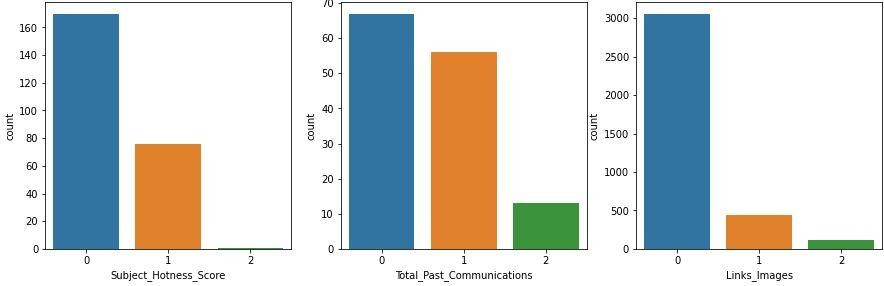 160
140
120
100
80
60
40
20
0
count
0 1 2
Subject_Hotness_Score
70
60
50
40
30
20
10
0
count
0 1 2
Total_Past_Communications
3000
2500
2000
1500
1000
500
0
count
0 1 2
Links_Images